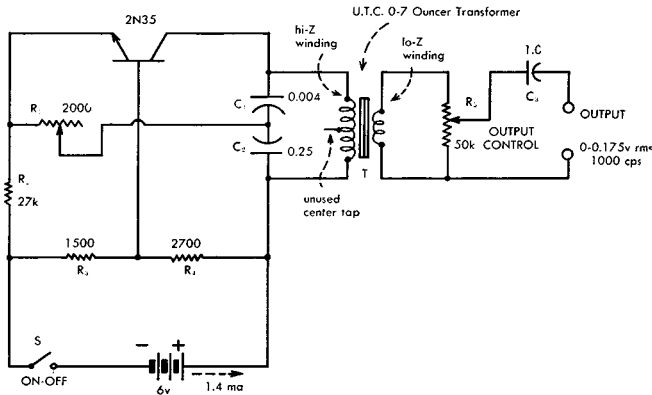 U.T.C. 0-7 Ouncer Transformer
2N35
hi-Z
winding
lo-Z
winding
1.0
C₃
R₁ 2000
C₁
0.004
C₂
0.25
R₅
50k
OUTPUT
CONTROL
OUTPUT
0-0.175v rms
1000 cps
T
unused
center tap
R₂
27k
1500
R₃
2700
R₄
S
ON-OFF
- +
6v
1.4 ma